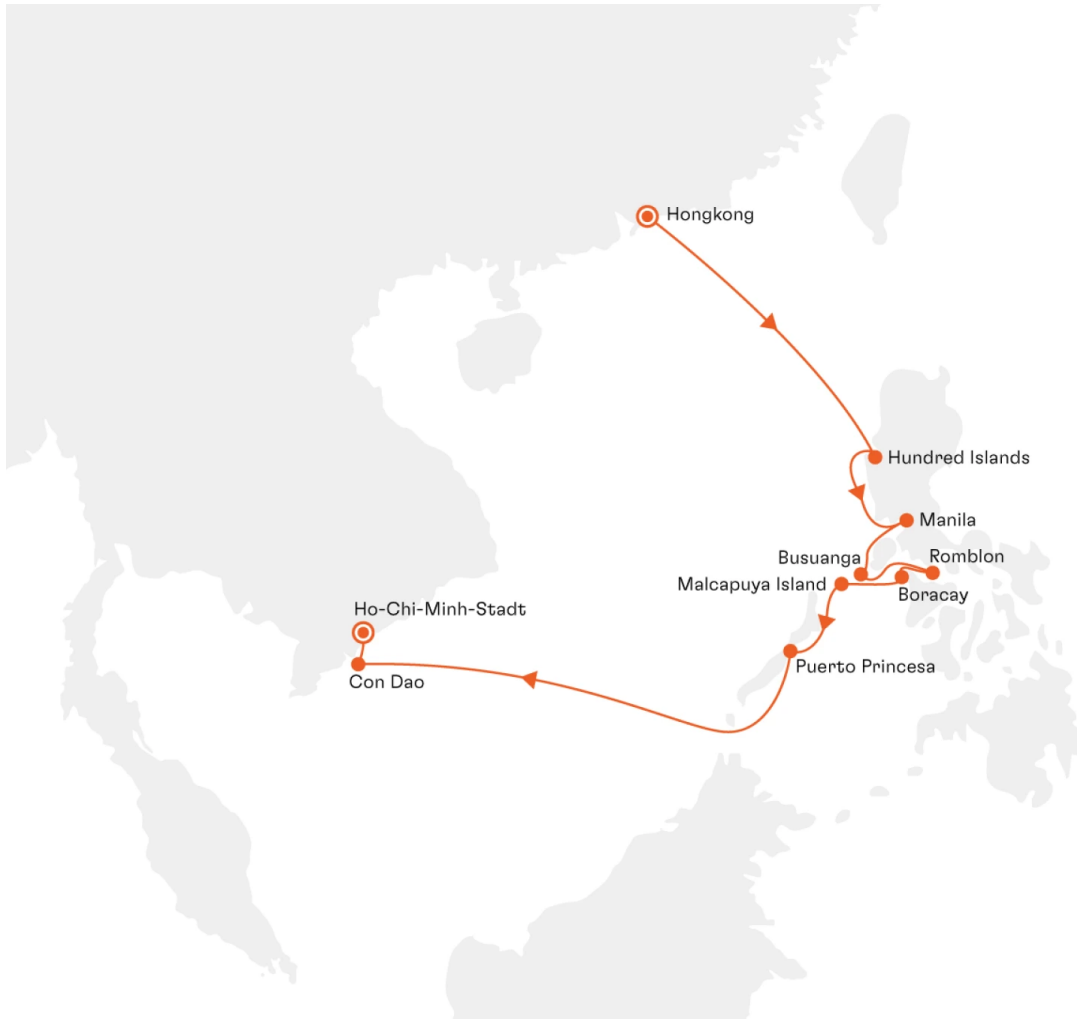 Hongkong
Hundred Islands
Manila
Busuanga
Romblon
Malcapuya Island
Boracay
Ho-Chi-Minh-Stadt
Puerto Princesa
Con Dao